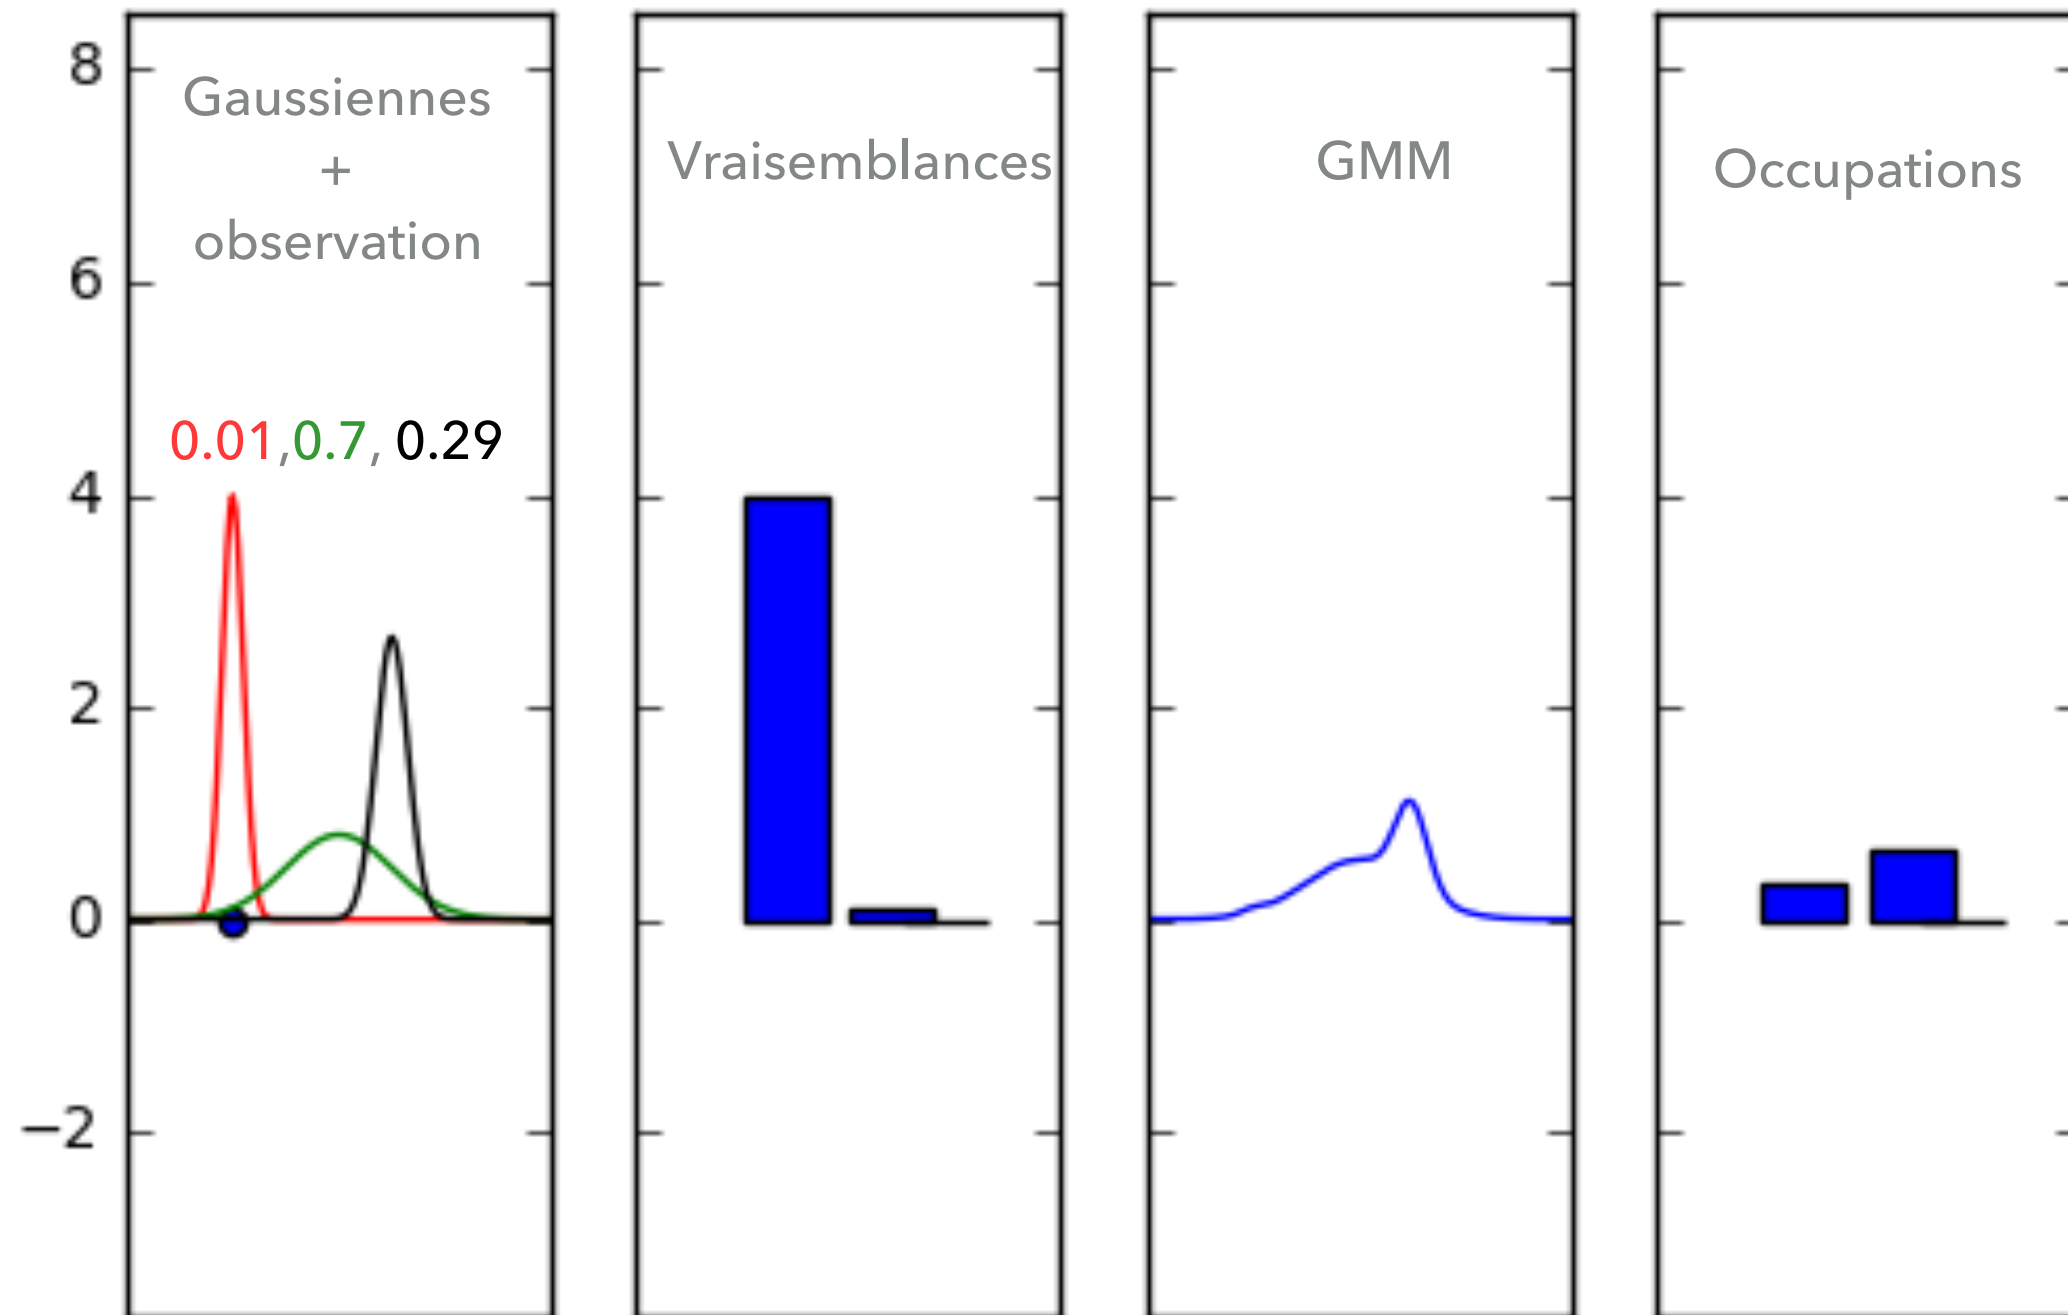 8
6
4
2
0
−2
Gaussiennes
+
observation
0.01,0.7, 0.29
Vraisemblances
GMM
Occupations